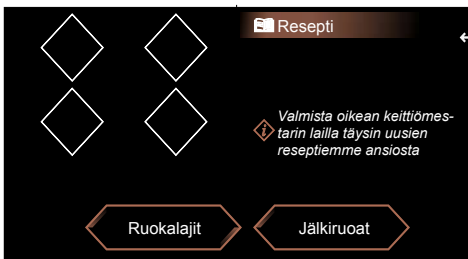 Resepti
Valmista oikean keittiömes-
tarin lailla täysin uusien
reseptiemme ansiosta
Ruokalajit
Jälkiruoat